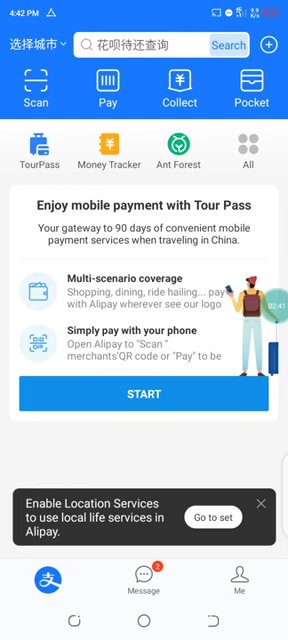 4:42 PM
选择城市
花呗待还查询
Search
Scan
Pay
Collect
Pocket
TourPass
Money Tracker
Ant Forest
All
Enjoy mobile payment with Tour Pass
Your gateway to 90 days of convenient mobile
payment services when traveling in China.
Multi-scenario coverage
Shopping, dining, ride hailing... pay
with Alipay wherever see our logo
02:41
Simply pay with your phone
Open Alipay to "Scan "
merchants'QR code or "Pay" to be
START
Enable Location Services
to use local life services in
Alipay.
Go to set
支
2
Message
Me